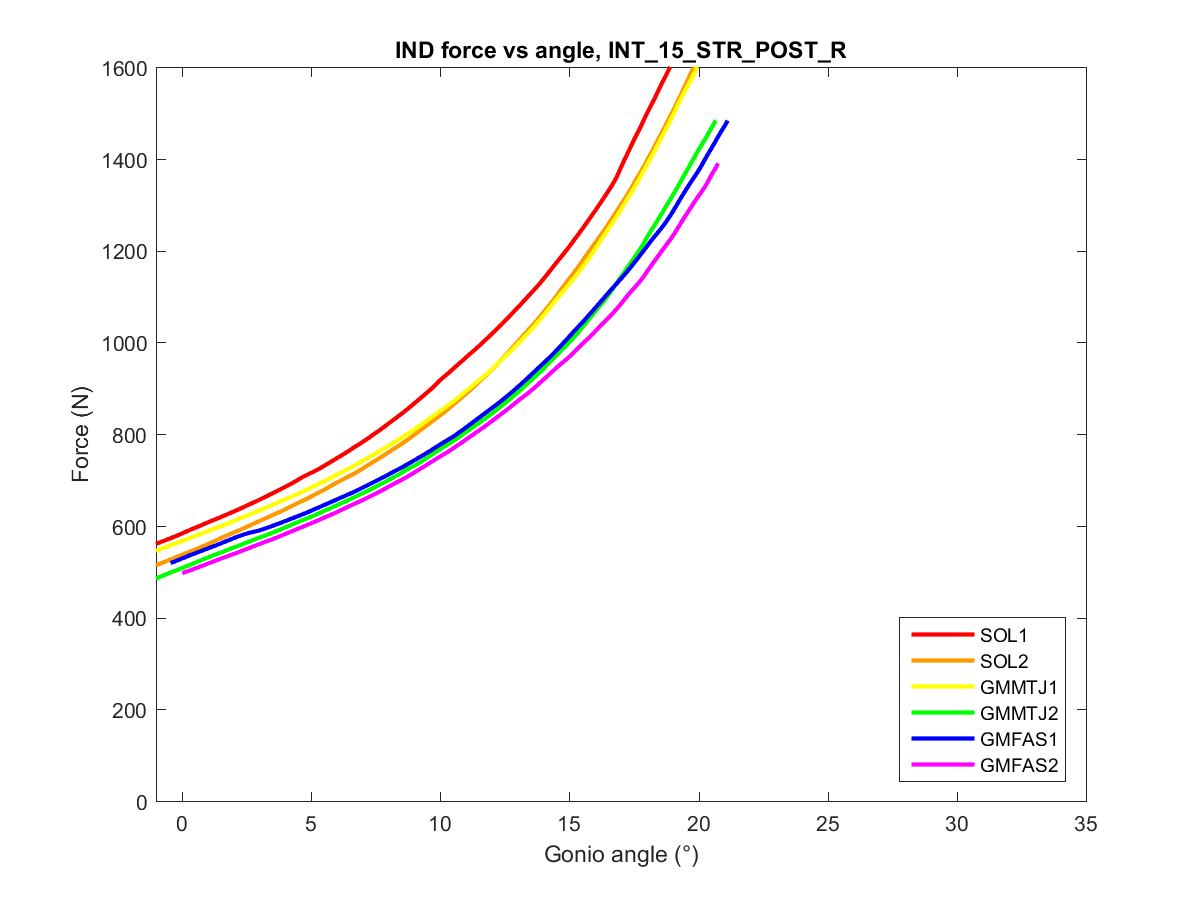 IND force vs angle, INT_15_STR_POST_R
1600
1400
1200
1000
800
600
400
200
0
Force (N)
0 5 10 15 20 25 30 35
Gonio angle (°)
SOL1
SOL2
GMMTJ1
GMMTJ2
GMFAS1
GMFAS2